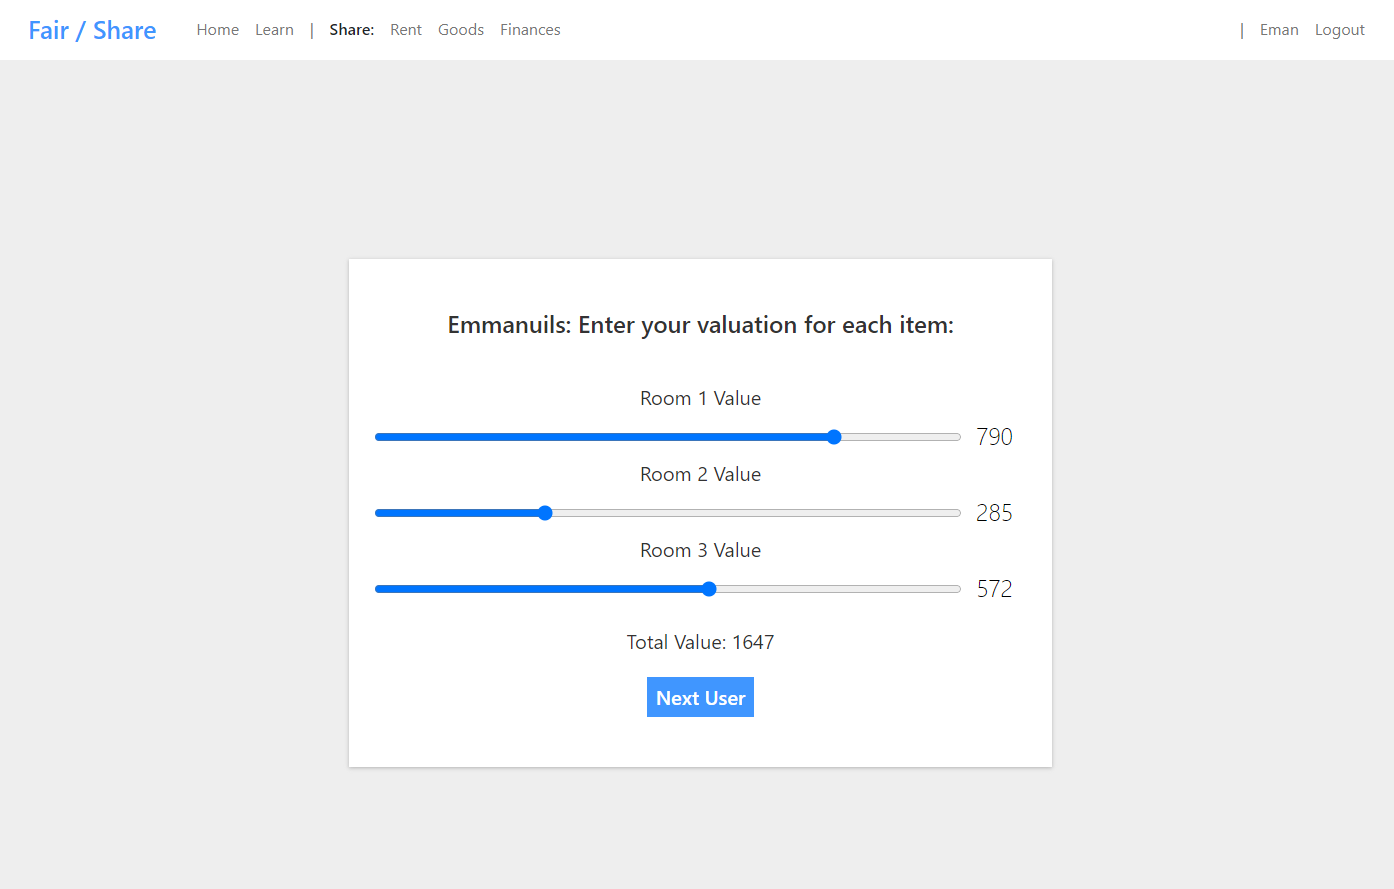 Fair / Share Home Learn | Share: Rent Goods Finances | Eman Logout
Emmanuils: Enter your valuation for each item:
Room 1 Value
790
Room 2 Value
285
Room 3 Value
572
Total Value: 1647
Next User